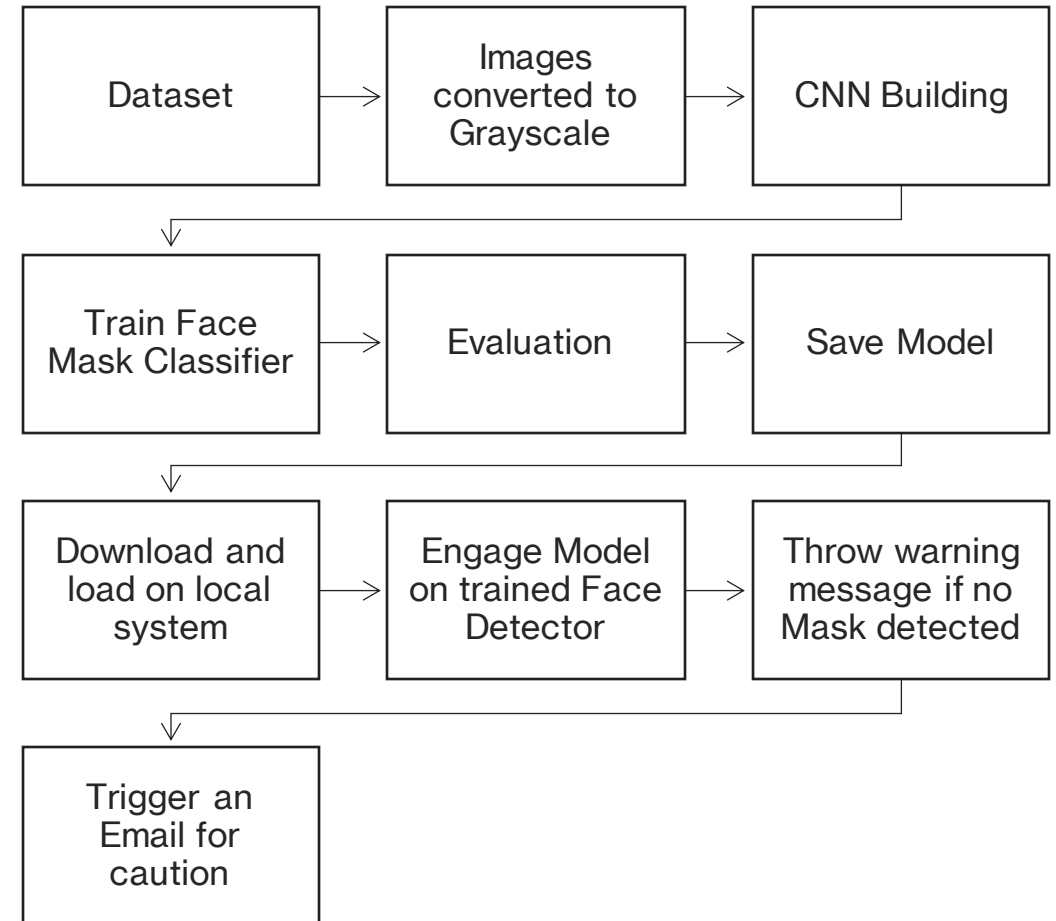 Dataset
Images
converted to
Grayscale
CNN Building
Train Face
Mask Classifier
Evaluation
Save Model
Download and
load on local
system
Engage Model
on trained Face
Detector
Throw warning
message if no
Mask detected
Trigger an
Email for
caution